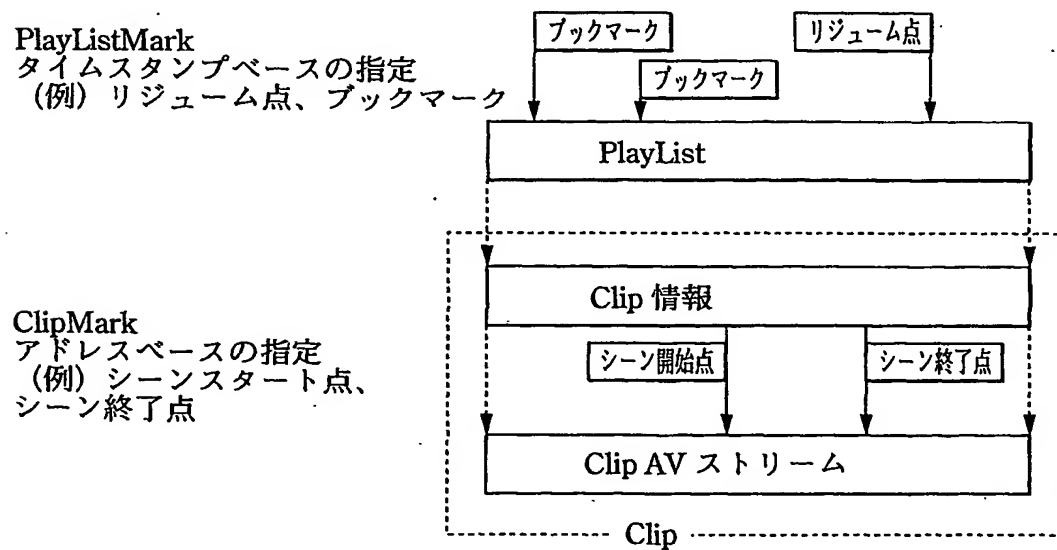 PlayListMark
タイムスタンプベースの指定
（例）リジューム点、ブックマーク
ブックマーク
リジューム点
ブックマーク
PlayList
Clip 情報
ClipMark
アドレスベースの指定
（例）シーンスタート点、
シーン終了点
シーン開始点
シーン終了点
Clip AV ストリーム
Clip